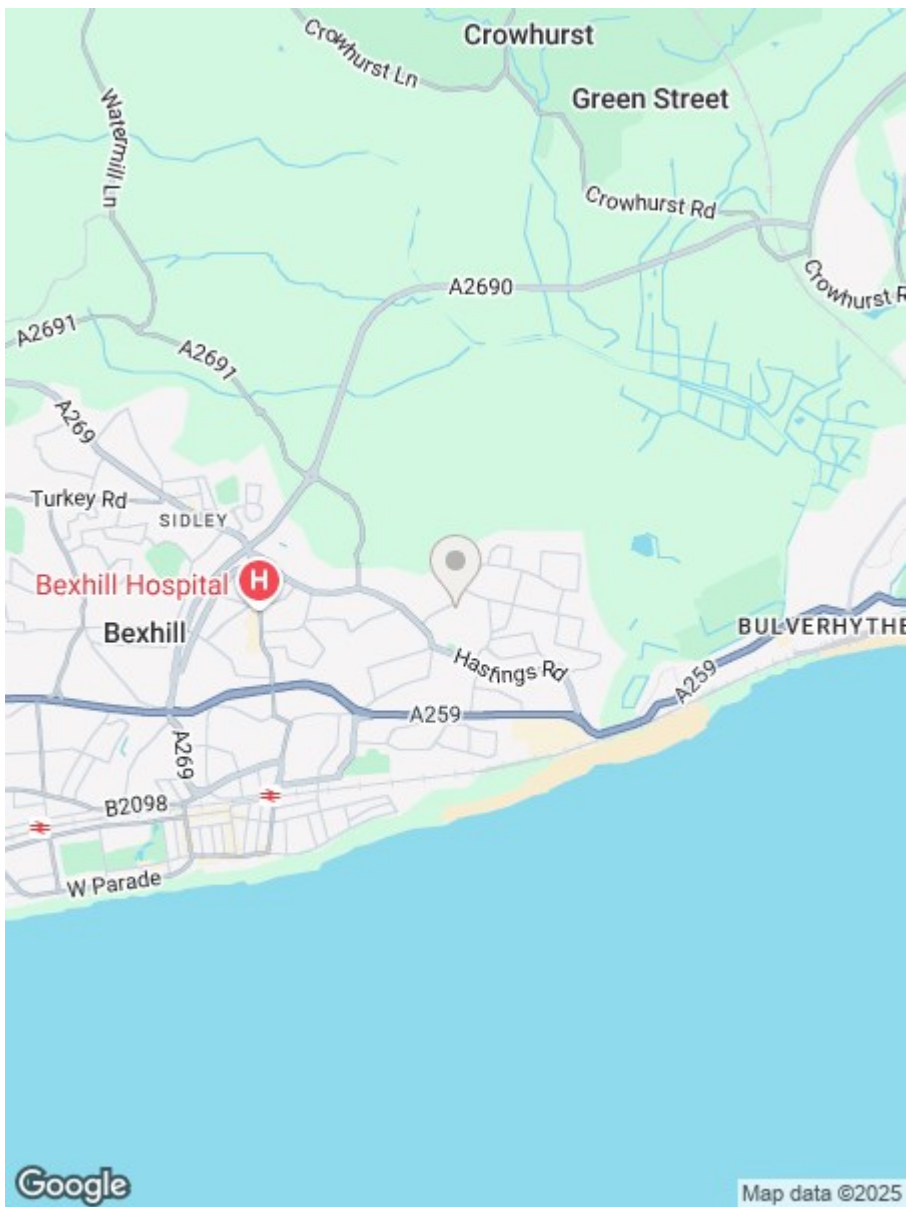 Crowhurst
Crowhurst Ln
Green Street
Watermill Ln
Crowhurst Rd
A2690
Crowhurst R
A2691
A2691
A269
Turkey Rd
SIDLEY
Bexhill Hospital
H
Bexhill
BULVERHYTHE
Hastings Rd
A259
A259
A269
B2098
W Parade
Google
Map data ©2025